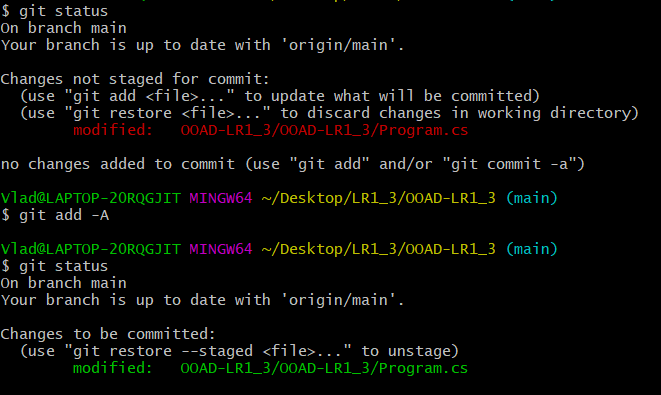 $ git status
On branch main
Your branch is up to date with 'origin/main'.
Changes not staged for commit:
(use "git add <file>..." to update what will be committed)
(use "git restore <file>..." to discard changes in working directory)
modified: OOAD-LR1_3/OOAD-LR1_3/Program.cs
no changes added to commit (use "git add" and/or "git commit -a")
Vlad@LAPTOP-20RQGJIT MINGW64 ~/Desktop/LR1_3/OOAD-LR1_3 (main)
$ git add -A
Vlad@LAPTOP-20RQGJIT MINGW64 ~/Desktop/LR1_3/OOAD-LR1_3 (main)
$ git status
On branch main
Your branch is up to date with 'origin/main'.
Changes to be committed:
(use "git restore --staged <file>..." to unstage)
modified: OOAD-LR1_3/OOAD-LR1_3/Program.cs